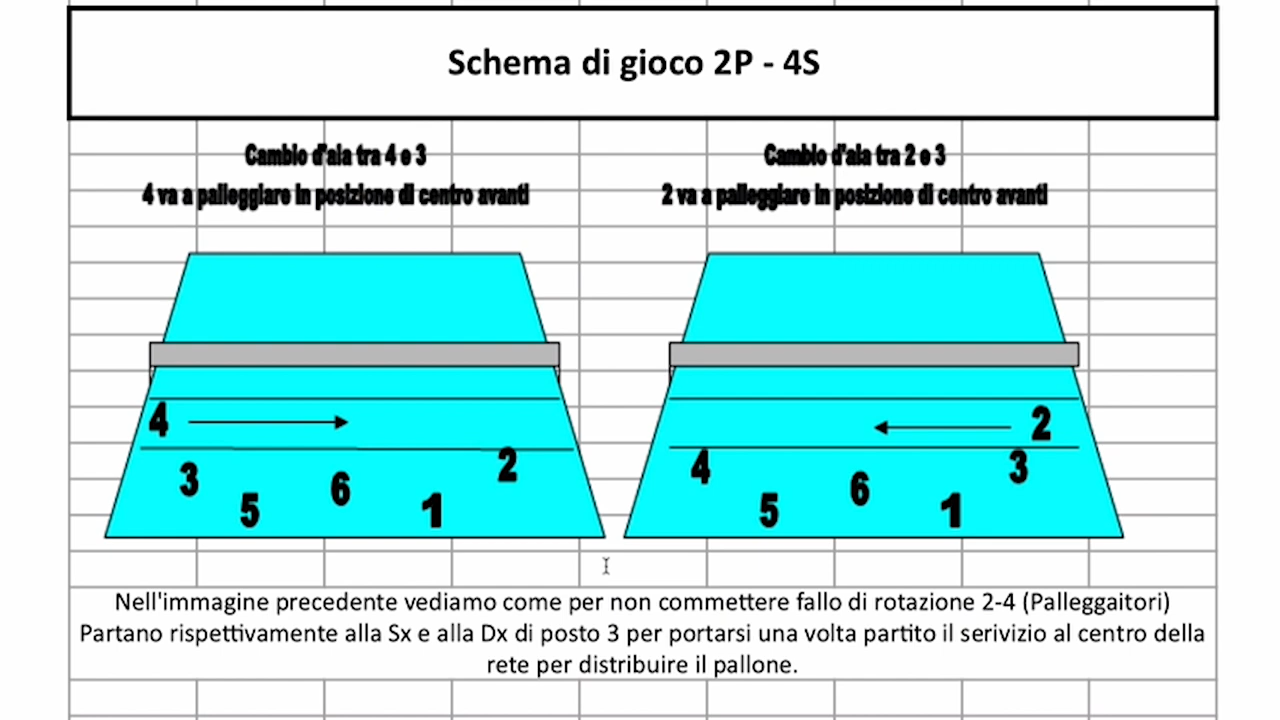 Schema di gioco 2P - 4S
Cambio d'ala tra 4 e 3
4 va a palleggiare in posizione di centro avanti
Cambio d'ala tra 2 e 3
2 va a palleggiare in posizione di centro avanti
4
3
5
6
1
2
4
5
6
1
3
2
Nell'immagine precedente vediamo come per non commettere fallo di rotazione 2-4 (Palleggaitori)
Partano rispettivamente alla Sx e alla Dx di posto 3 per portarsi una volta partito il serivizio al centro della
rete per distribuire il pallone.